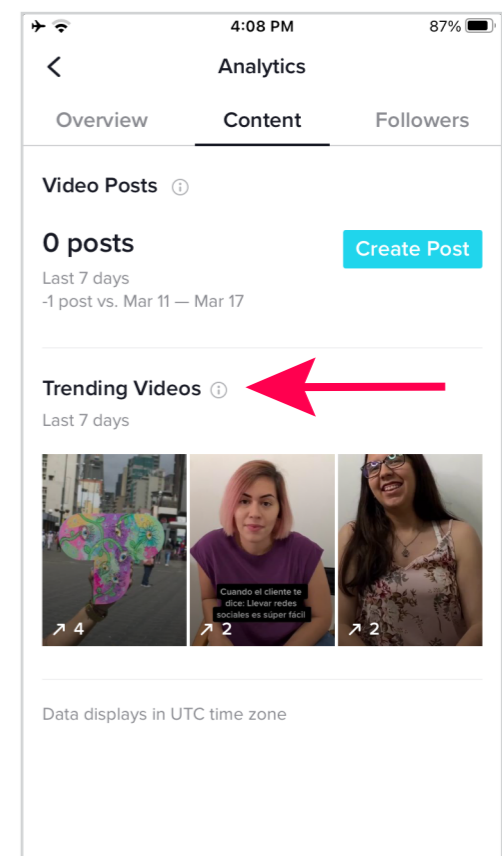 4:08 PM 87%
Analytics
Overview Content Followers
Video Posts
0 posts
Create Post
Last 7 days
-1 post vs. Mar 11 — Mar 17
Trending Videos
Last 7 days
Cuando el cliente te
dice: Llevar redes
sociales es súper fácil
4 2 2
Data displays in UTC time zone